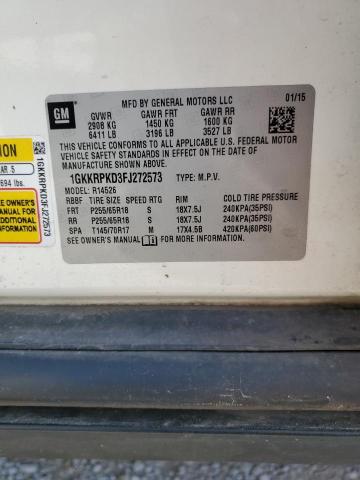 GM
MFD BY GENERAL MOTORS LLC 01/15
GVWR GAWR FRT GAWR RR
2908 KG 1450 KG 1600 KG
6411 LB 3196 LB 3527 LB
THIS VEHICLE CONFORMS TO ALL APPLICABLE U.S. FEDERAL MOTOR
VEHICLE SAFETY STANDARDS IN EFFECT ON THE DATE OF
MANUFACTURE SHOWN ABOVE.
1GKKRPKD3FJ272573 TYPE: M.P.V.
MODEL: R14526
RBBF TIRE SIZE SPEED RTG RIM COLD TIRE PRESSURE
FRT P255/65R18 S 18X7.5J 240KPA(35PSI)
RR P255/65R18 S 18X7.5J 240KPA(35PSI)
SPA T145/70R17 M 17X4.5B 420KPA(60PSI)
SEE OWNER'S MANUAL FOR MORE INFORMATION.
TION
AR 5
694 lbs.
OWNER'S
MANUAL FOR
ADDITIONAL
INFORMATION
1GKKRPKD3FJ272573